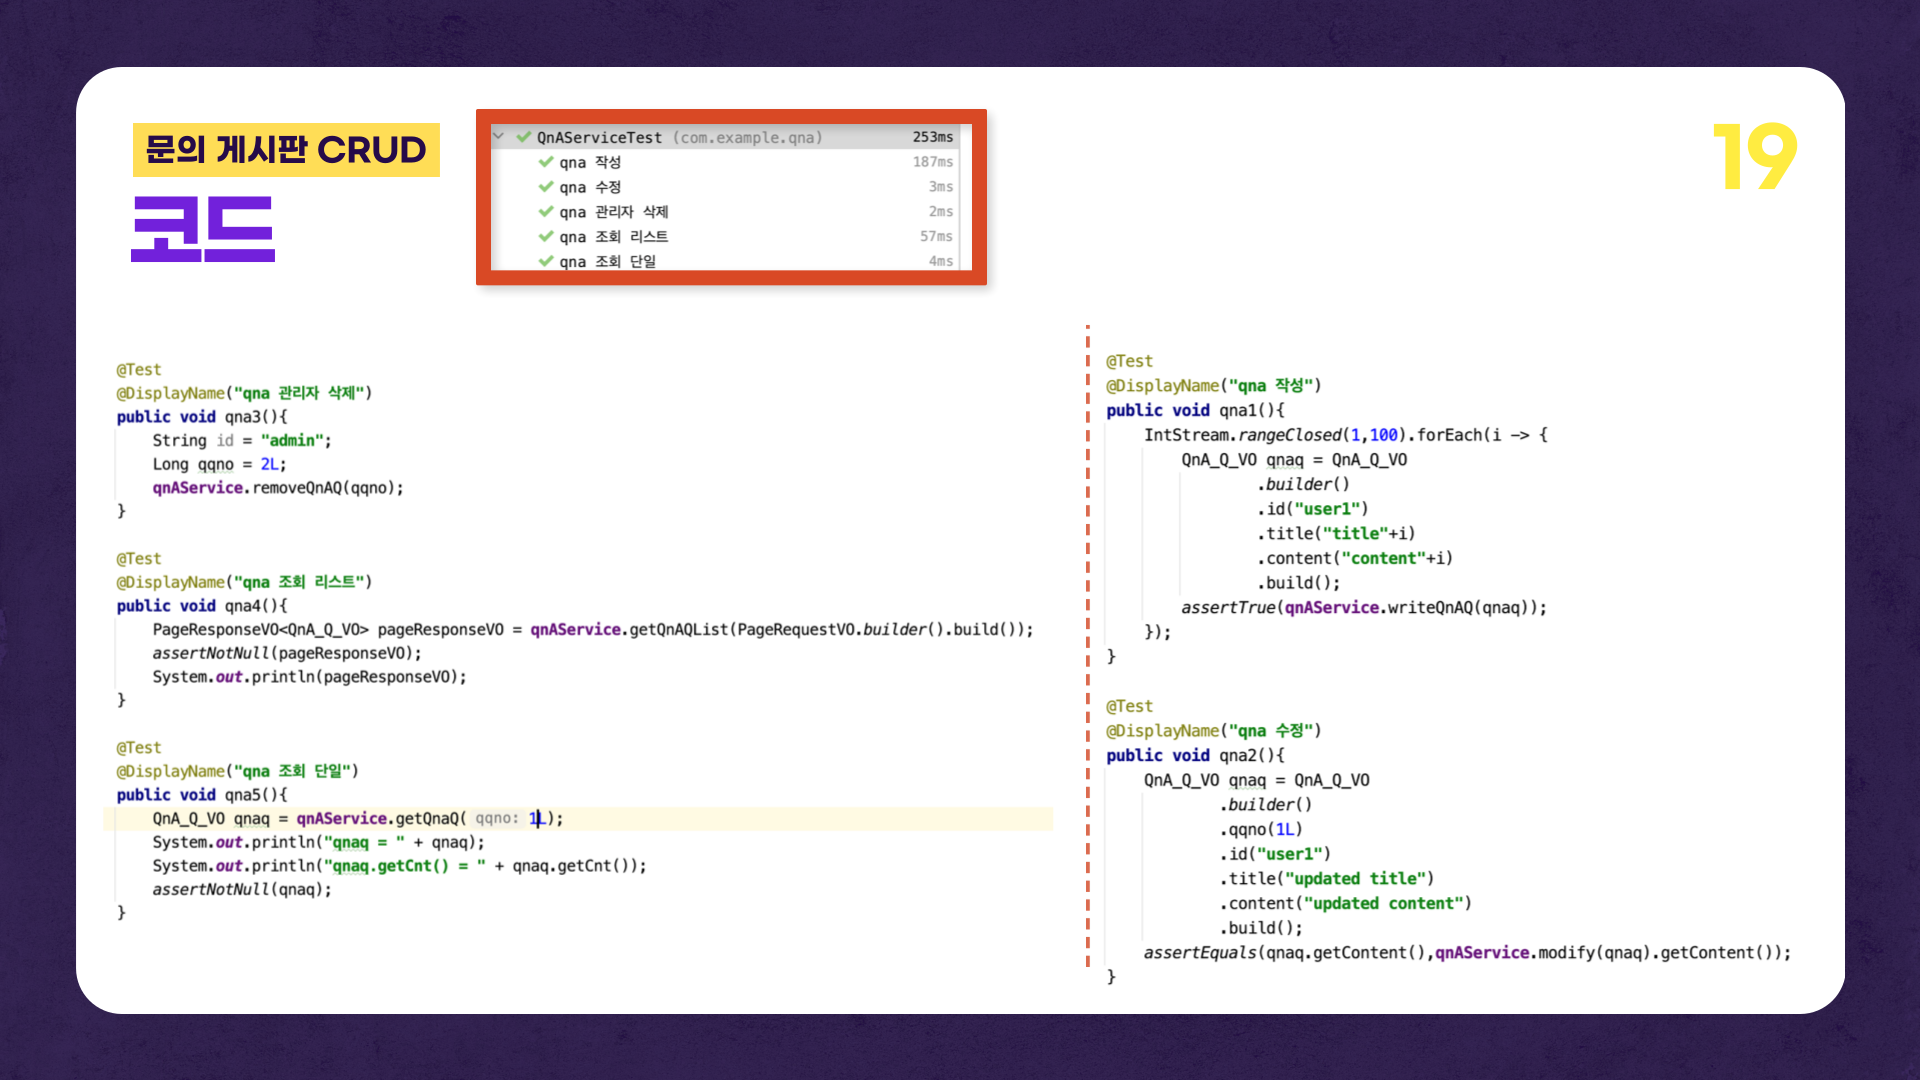 문의 게시판 CRUD
코드
19
QnAServiceTest (com.example.qna) 253ms
qna 작성 187ms
qna 수정 3ms
qna 관리자 삭제 2ms
qna 조회 리스트 57ms
qna 조회 단일 4ms
@Test
@DisplayName("qna 관리자 삭제")
public void qna3(){
String id = "admin";
Long qqno = 2L;
qnAService.removeQnAQ(qqno);
}
@Test
@DisplayName("qna 조회 리스트")
public void qna4(){
PageResponseVO<QnA_Q_VO> pageResponseVO = qnAService.getQnAQList(PageRequestVO.builder().build());
assertNotNull(pageResponseVO);
System.out.println(pageResponseVO);
}
@Test
@DisplayName("qna 조회 단일")
public void qna5(){
QnA_Q_VO qnaq = qnAService.getQnaQ( qqno: 1L);
System.out.println("qnaq = " + qnaq);
System.out.println("qnaq.getCnt() = " + qnaq.getCnt());
assertNotNull(qnaq);
}
@Test
@DisplayName("qna 작성")
public void qna1(){
IntStream.rangeClosed(1,100).forEach(i -> {
QnA_Q_VO qnaq = QnA_Q_VO
.builder()
.id("user1")
.title("title"+i)
.content("content"+i)
.build();
assertTrue(qnAService.writeQnAQ(qnaq));
});
}
@Test
@DisplayName("qna 수정")
public void qna2(){
QnA_Q_VO qnaq = QnA_Q_VO
.builder()
.qqno(1L)
.id("user1")
.title("updated title")
.content("updated content")
.build();
assertEquals(qnaq.getContent(),qnAService.modify(qnaq).getContent());
}